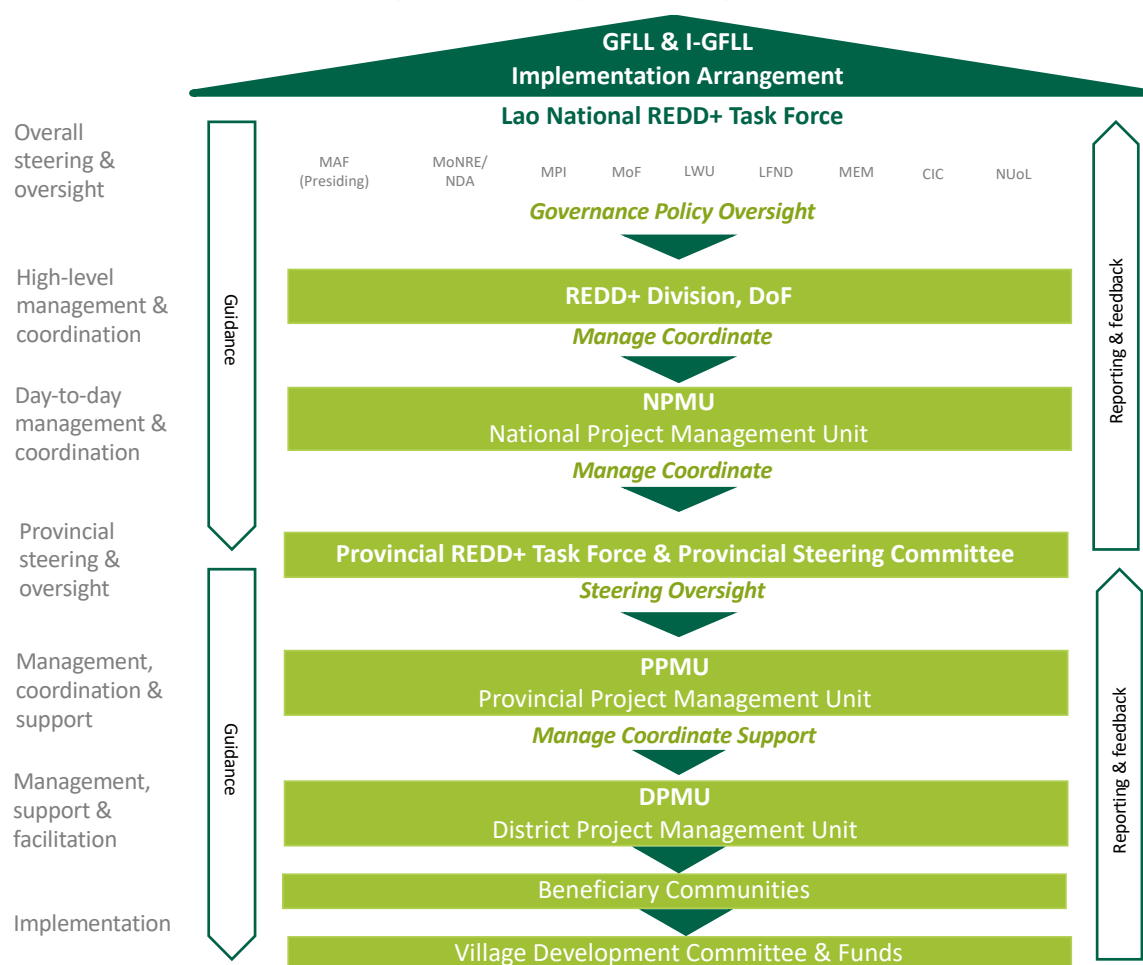 GFLL & I-GFLL
Implementation Arrangement
Lao National REDD+ Task Force
Overall
steering &
oversight
MAF
(Presiding)
MoNRE/
NDA
MPI
MoF
LWU
LFND
MEM
CIC
NUoL
Governance Policy Oversight
High-level
management &
coordination
REDD+ Division, DoF
Manage Coordinate
Guidance
Reporting & feedback
Day-to-day
management &
coordination
NPMU
National Project Management Unit
Manage Coordinate
Provincial
steering &
oversight
Provincial REDD+ Task Force & Provincial Steering Committee
Steering Oversight
Management,
coordination &
support
PPMU
Provincial Project Management Unit
Manage Coordinate Support
Guidance
Reporting & feedback
Management,
support &
facilitation
DPMU
District Project Management Unit
Beneficiary Communities
Implementation
Village Development Committee & Funds